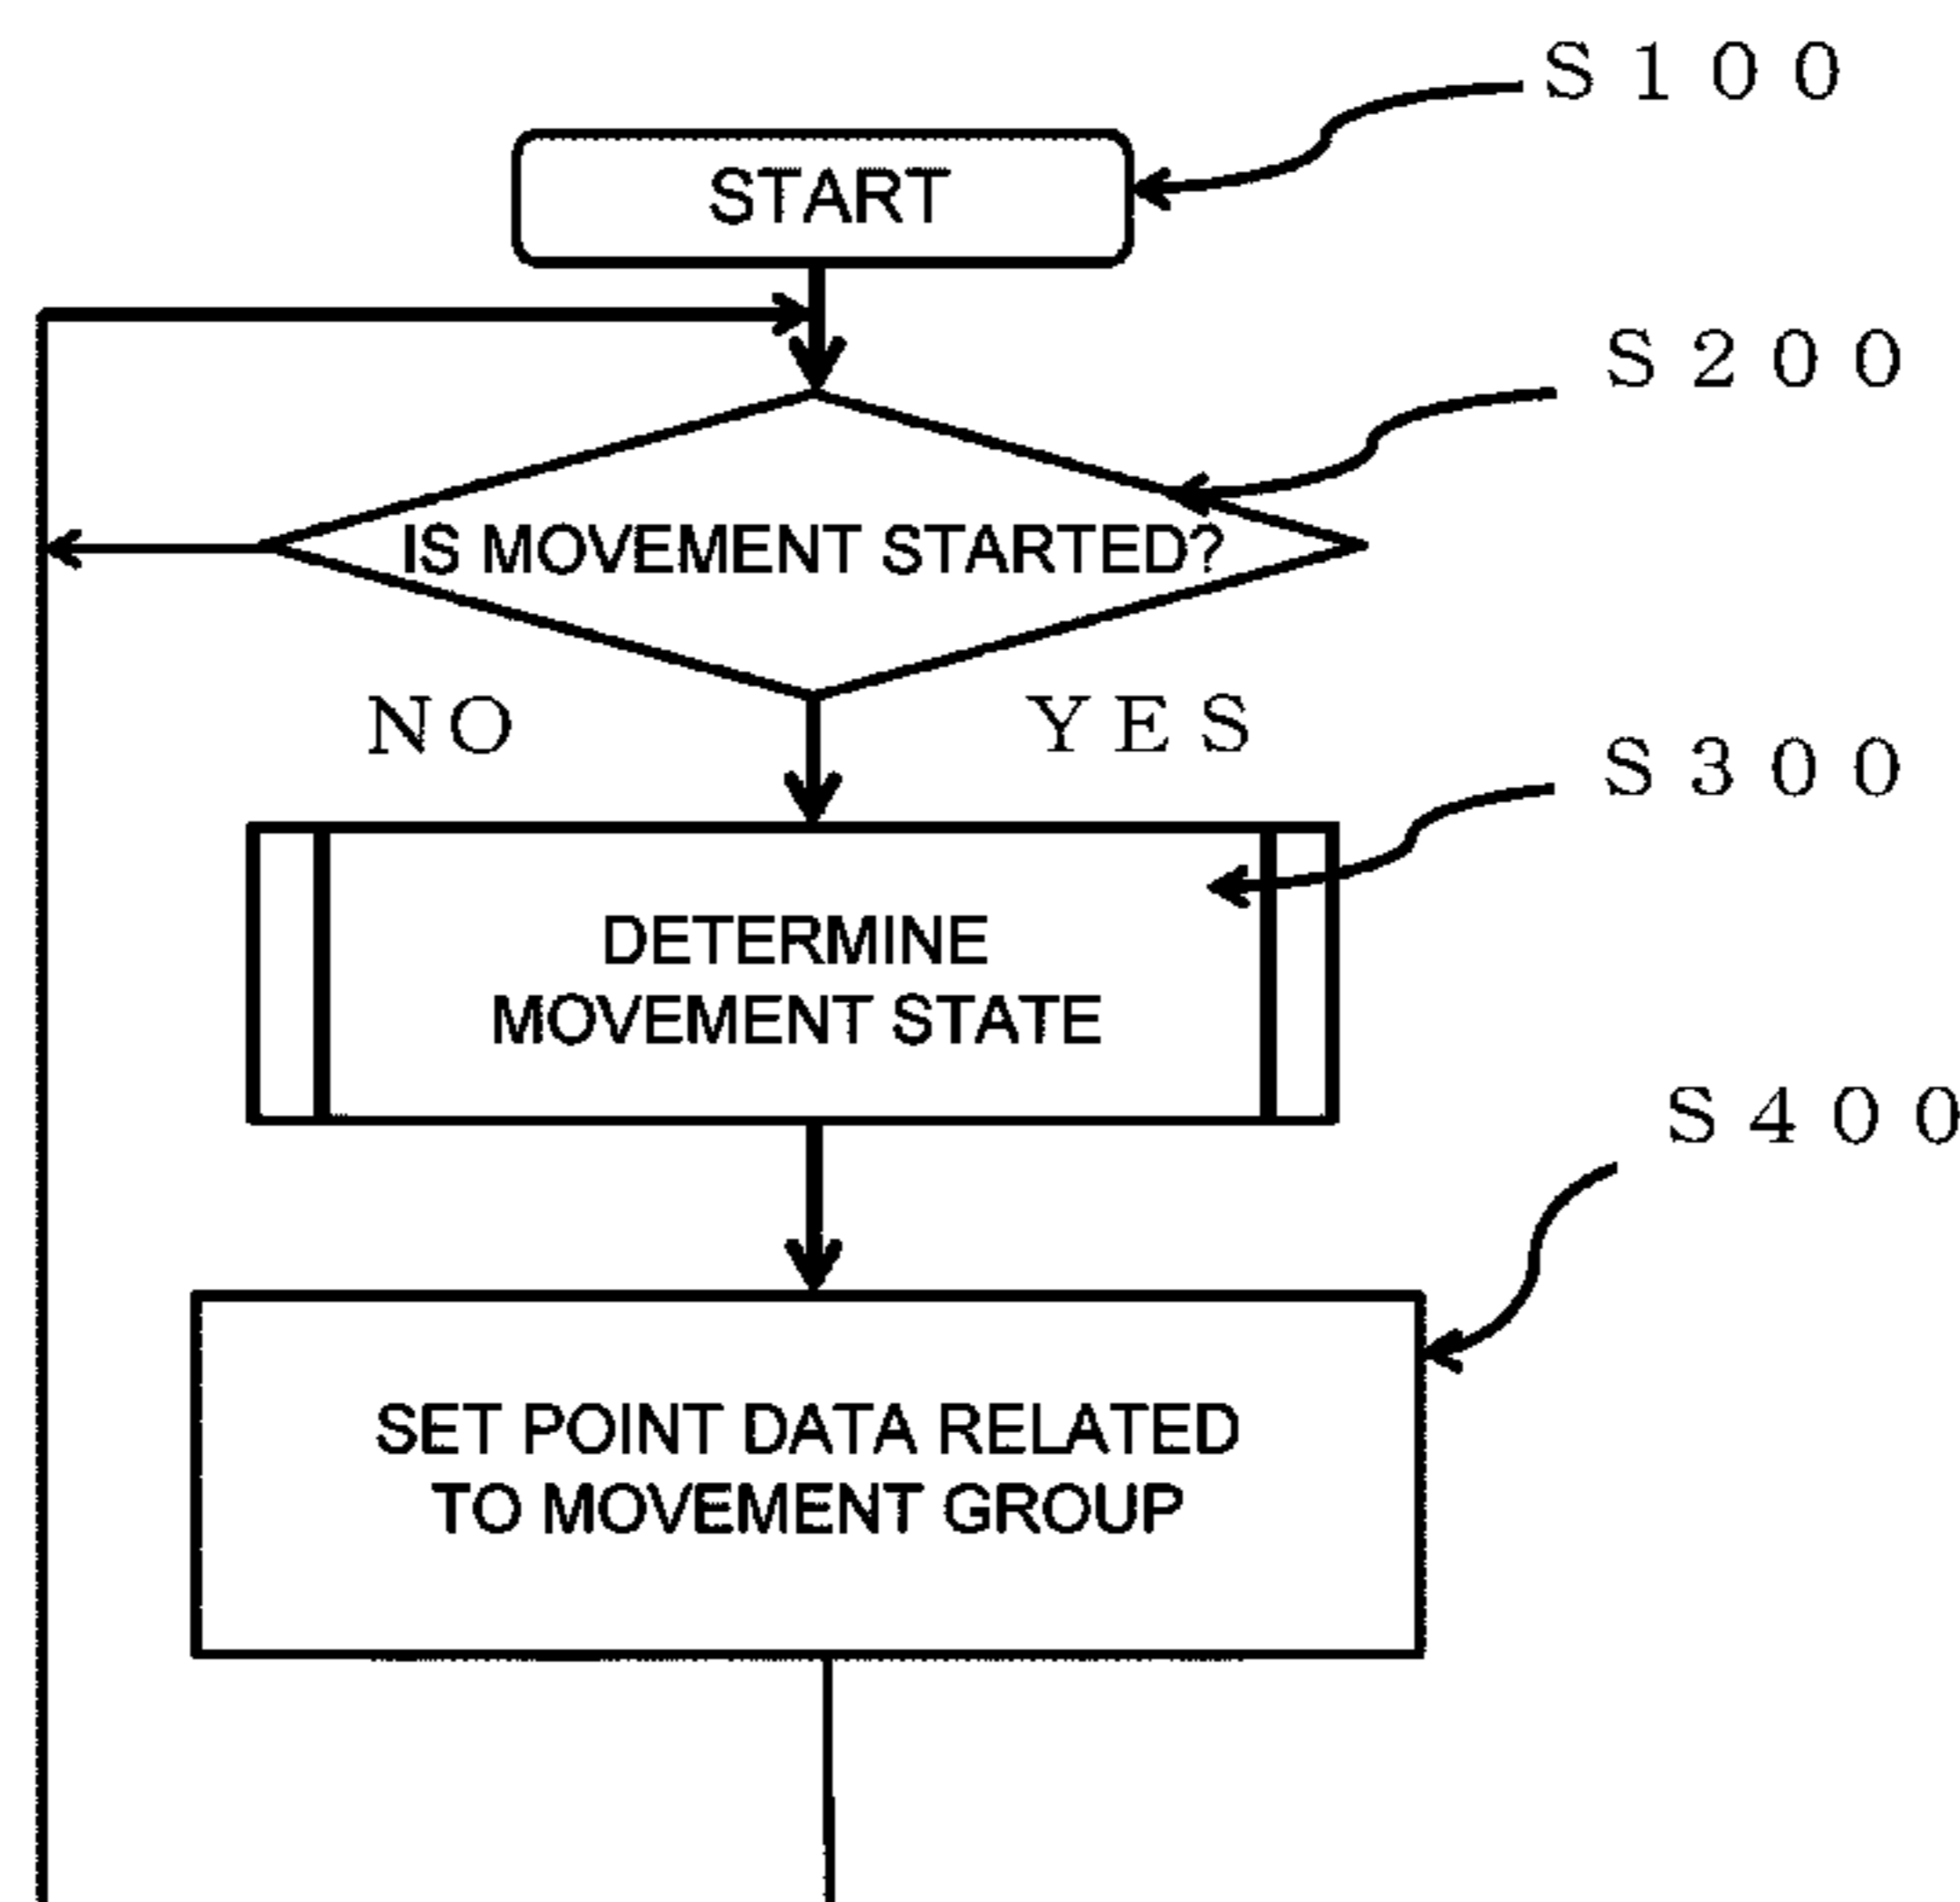 S100
START
S200
IS MOVEMENT STARTED?
NO
YES
S300
DETERMINE
MOVEMENT STATE
S400
SET POINT DATA RELATED
TO MOVEMENT GROUP